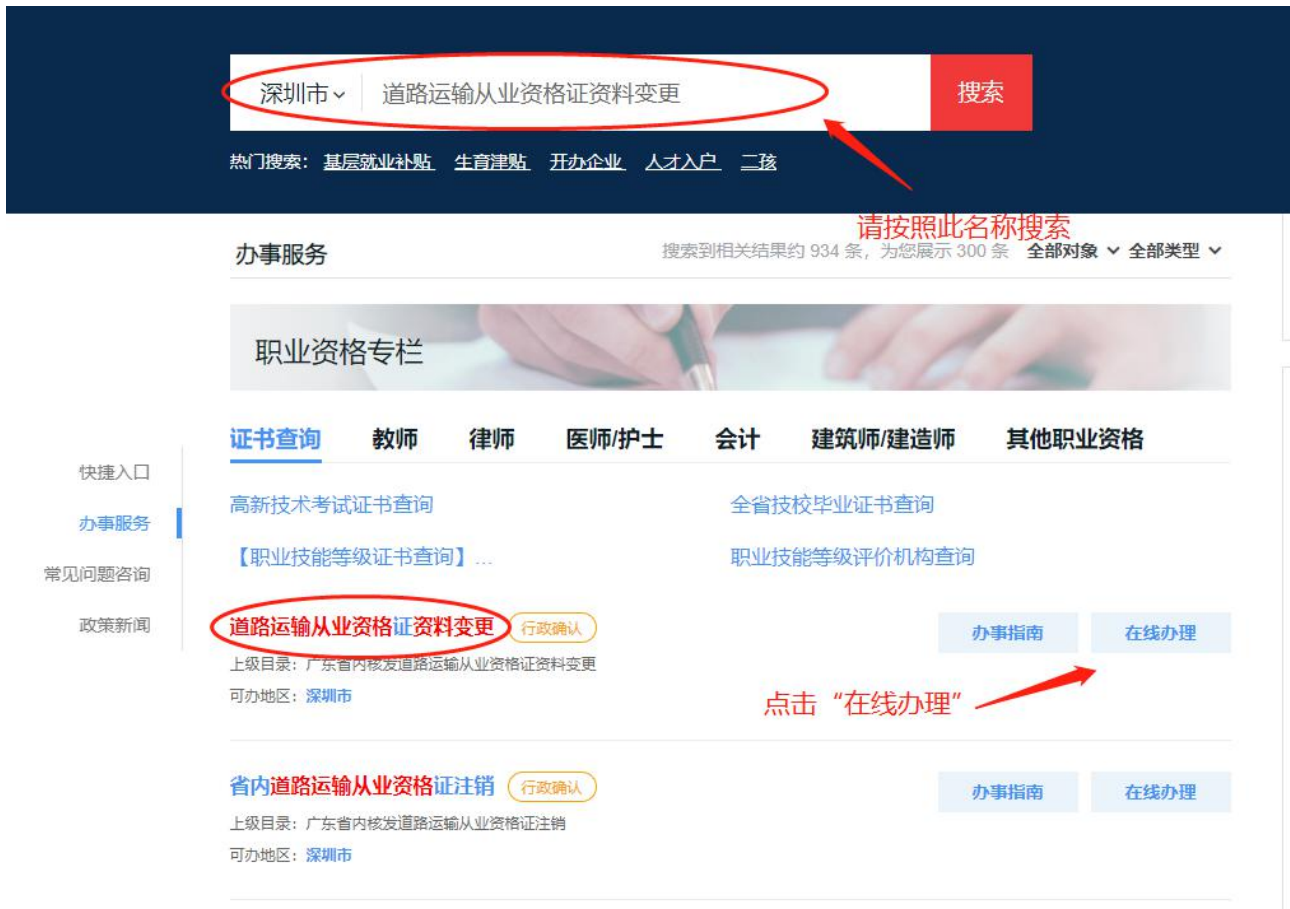 深圳市 道路运输从业资格证资料变更 搜索
热门搜索: 基层就业补贴 生育津贴 开办企业 人才入户 二孩
请按照此名称搜索
办事服务 搜索到相关结果约 934 条，为您展示 300 条 全部对象 全部类型
职业资格专栏
证书查询 教师 律师 医师/护士 会计 建筑师/建造师 其他职业资格
快捷入口
办事服务
常见问题咨询
政策新闻
高新技术考试证书查询 全省技校毕业证书查询
【职业技能等级证书查询】... 职业技能等级评价机构查询
道路运输从业资格证资料变更 行政确认 办事指南 在线办理
上级目录: 广东省内核发道路运输从业资格证资料变更
可办地区: 深圳市
点击“在线办理”
省内道路运输从业资格证注销 行政确认 办事指南 在线办理
上级目录: 广东省内核发道路运输从业资格证注销
可办地区: 深圳市